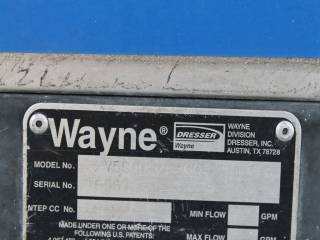 Wayne®
DRESSER
Wayne
WAYNE
DIVISION
DRESSER, INC.
AUSTIN, TX 78728
MODEL No.
SERIAL No.
NTEP CC No.
MIN FLOW
GPM
MADE UNDER ONE OR MORE OF THE
FOLLOWING U.S. PATENTS:
MAX FLOW
GPM